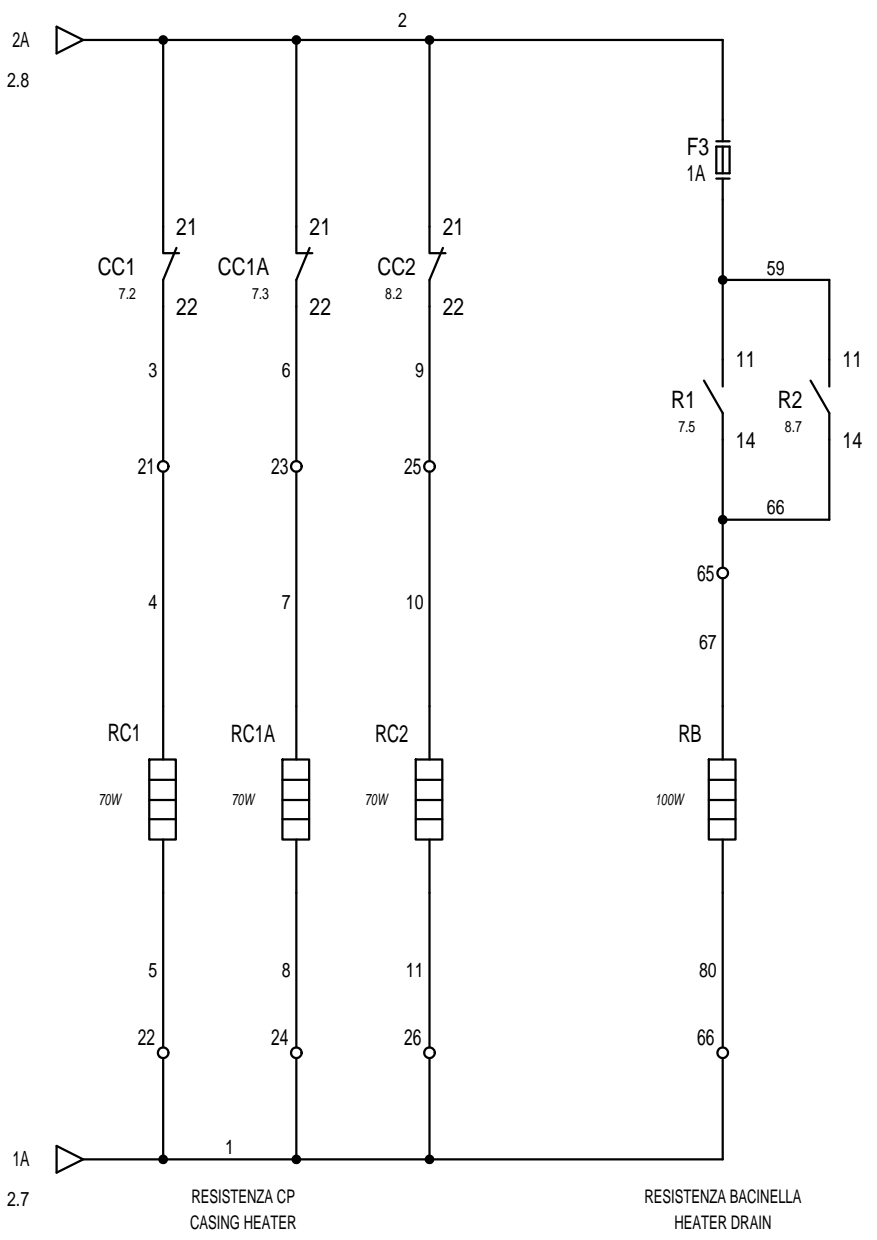 2
2A
2.8
F3
1A
21
21
21
CC1
CC1A
CC2
59
7.2
7.3
8.2
22
22
22
11
11
3
6
9
R1
R2
7.5
8.7
14
14
21
23
25
66
65
4
7
10
67
RC1
RC1A
RC2
RB
70W
70W
70W
100W
5
8
11
80
22
24
26
66
1
1A
2.7
RESISTENZA CP
RESISTENZA BACINELLA
CASING HEATER
HEATER DRAIN